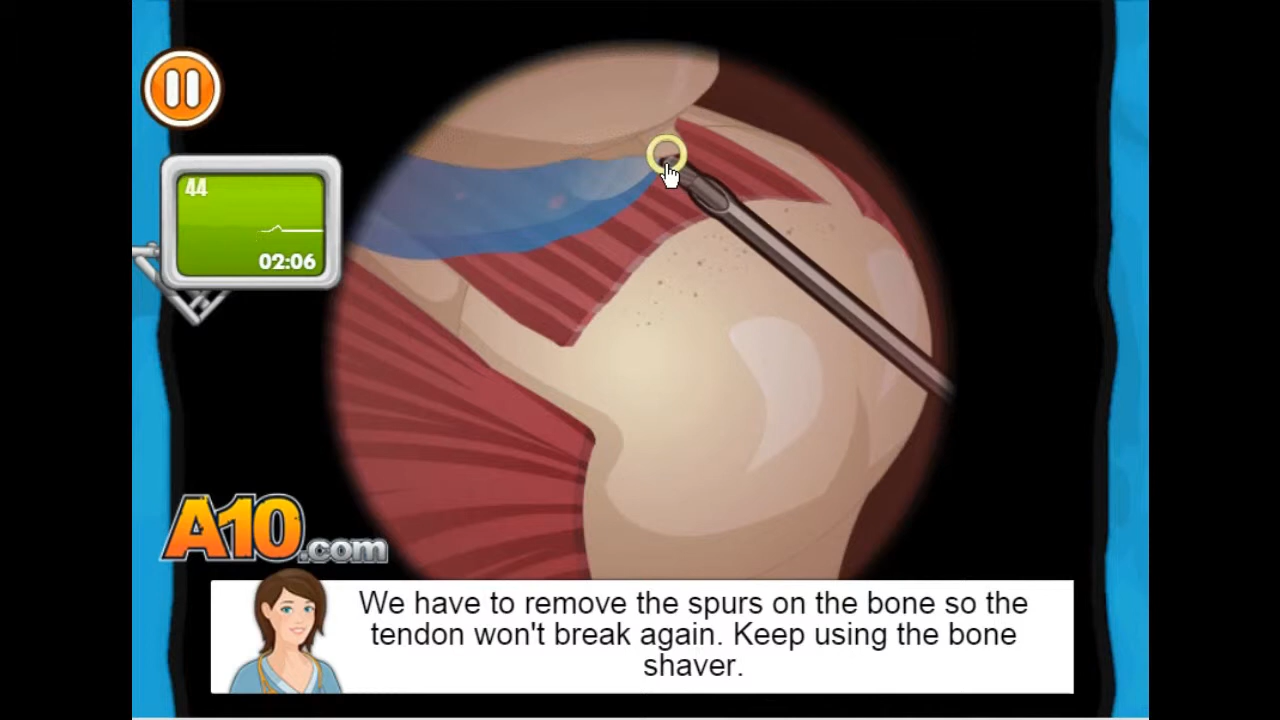 44
02:06
A10.com
We have to remove the spurs on the bone so the
tendon won't break again. Keep using the bone
shaver.